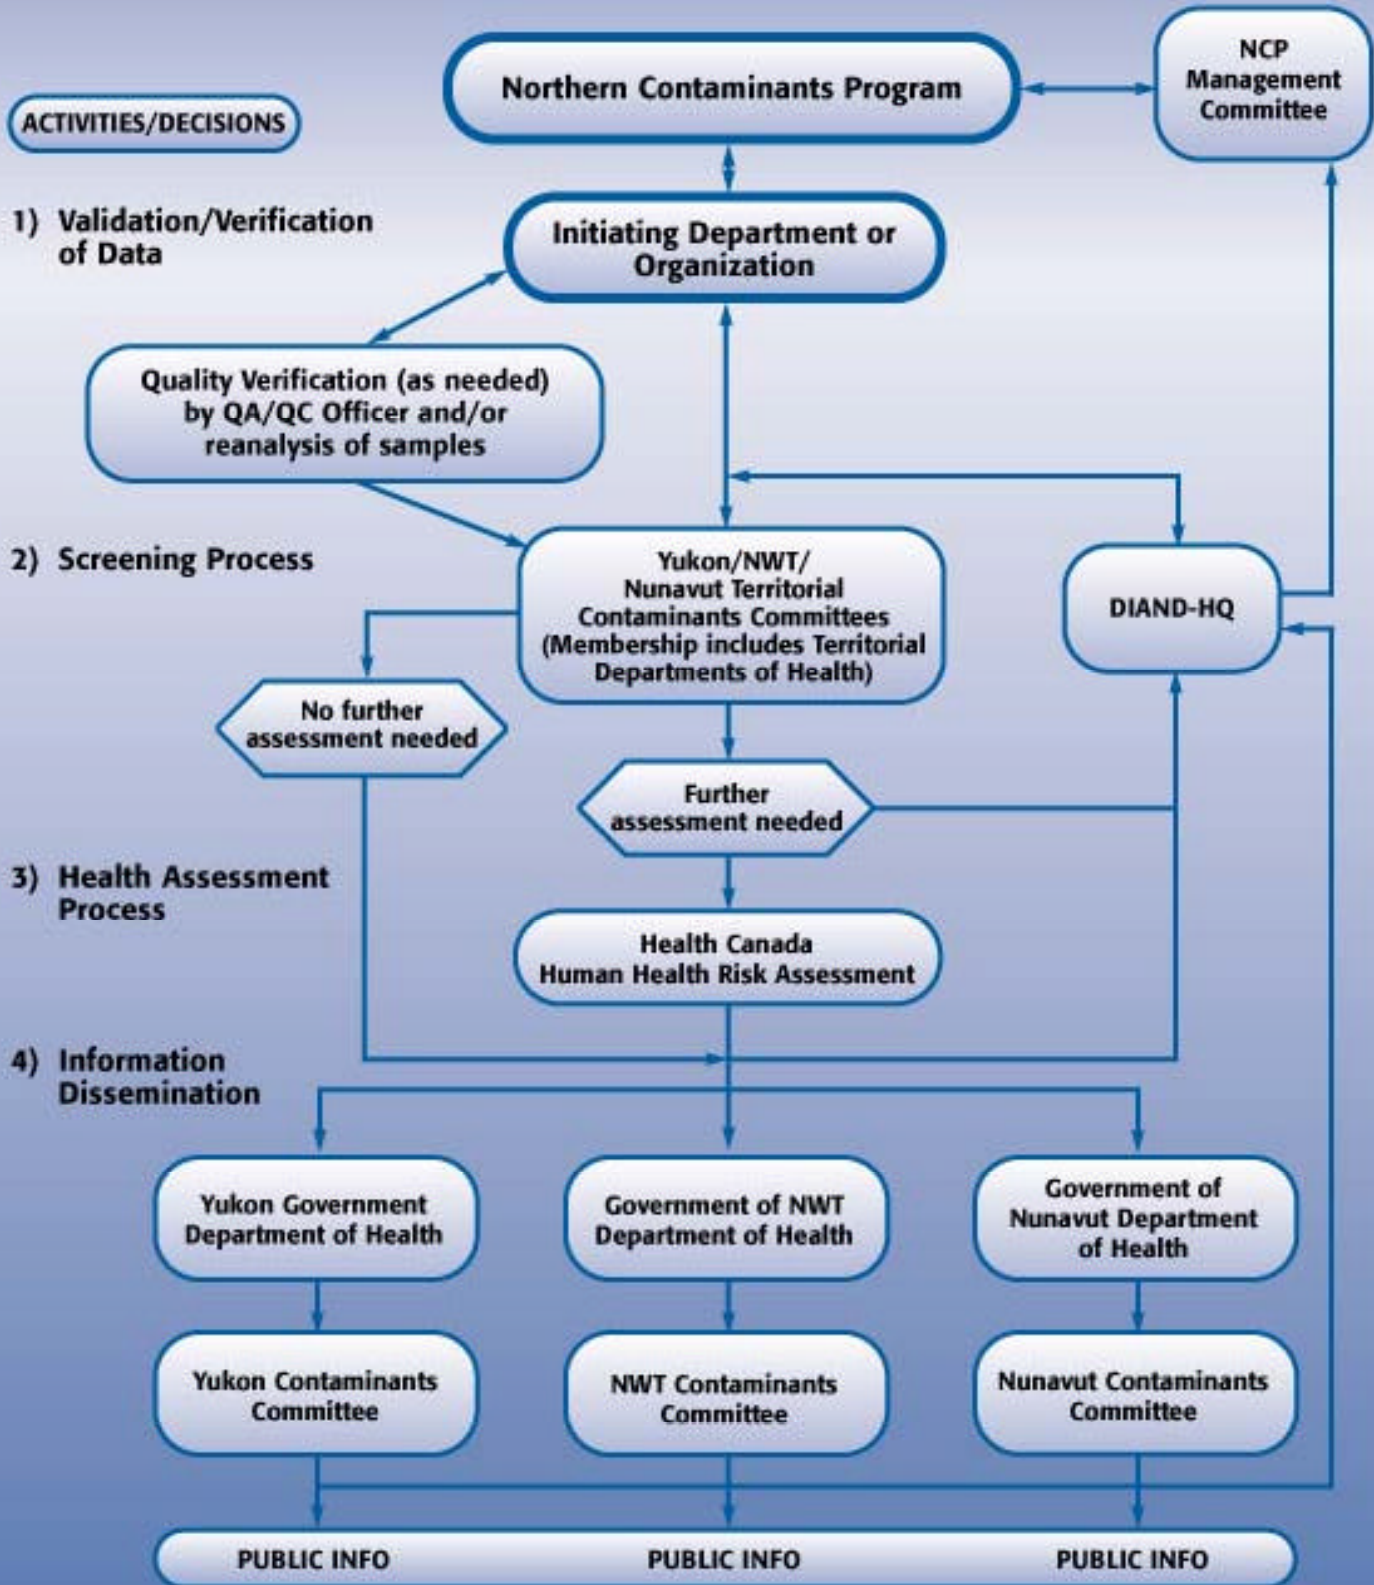 Northern Contaminants Program
NCP
Management
Committee
ACTIVITIES/DECISIONS
1) Validation/Verification
of Data
Initiating Department or
Organization
Quality Verification (as needed)
by QA/QC Officer and/or
reanalysis of samples
2) Screening Process
Yukon/NWT/
Nunavut Territorial
Contaminants Committees
(Membership includes Territorial
Departments of Health)
DIAND-HQ
No further
assessment needed
Further
assessment needed
3) Health Assessment
Process
Health Canada
Human Health Risk Assessment
4) Information
Dissemination
Yukon Government
Department of Health
Government of NWT
Department of Health
Government of
Nunavut Department
of Health
Yukon Contaminants
Committee
NWT Contaminants
Committee
Nunavut Contaminants
Committee
PUBLIC INFO
PUBLIC INFO
PUBLIC INFO